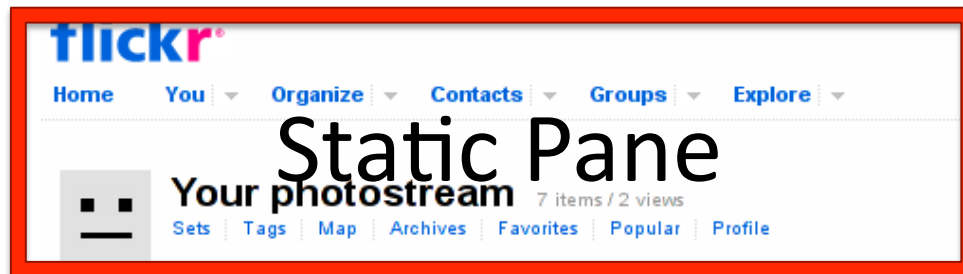 flickr
Home You Organize Contacts Groups Explore
Static Pane
Your photostream 7 items / 2 views
Sets Tags Map Archives Favorites Popular Profile